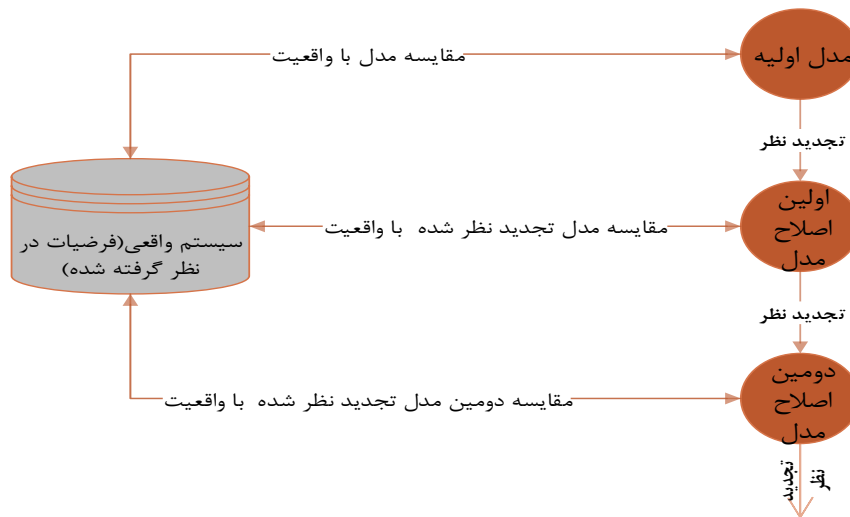 مدل اولیه
مقایسه مدل با واقعیت
تجدید نظر
اولین
اصلاح
مدل
مقایسه مدل تجدید نظر شده با واقعیت
سیستم واقعی(فرضیات در
نظر گرفته شده)
تجدید نظر
دومین
اصلاح
مدل
مقایسه دومین مدل تجدید نظر شده با واقعیت
تجدید
نظر